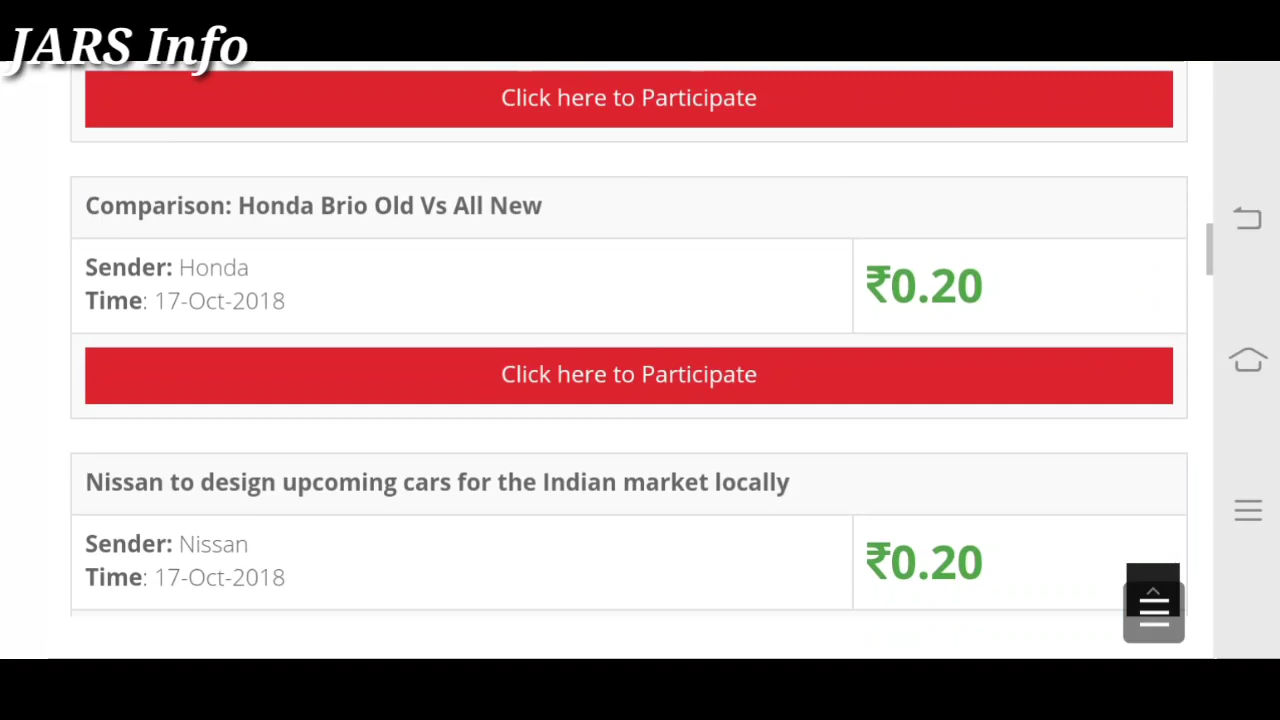 JARS Info
Click here to Participate
Comparison: Honda Brio Old Vs All New
Sender: Honda
Time: 17-Oct-2018
₹0.20
Click here to Participate
Nissan to design upcoming cars for the Indian market locally
Sender: Nissan
Time: 17-Oct-2018
₹0.20